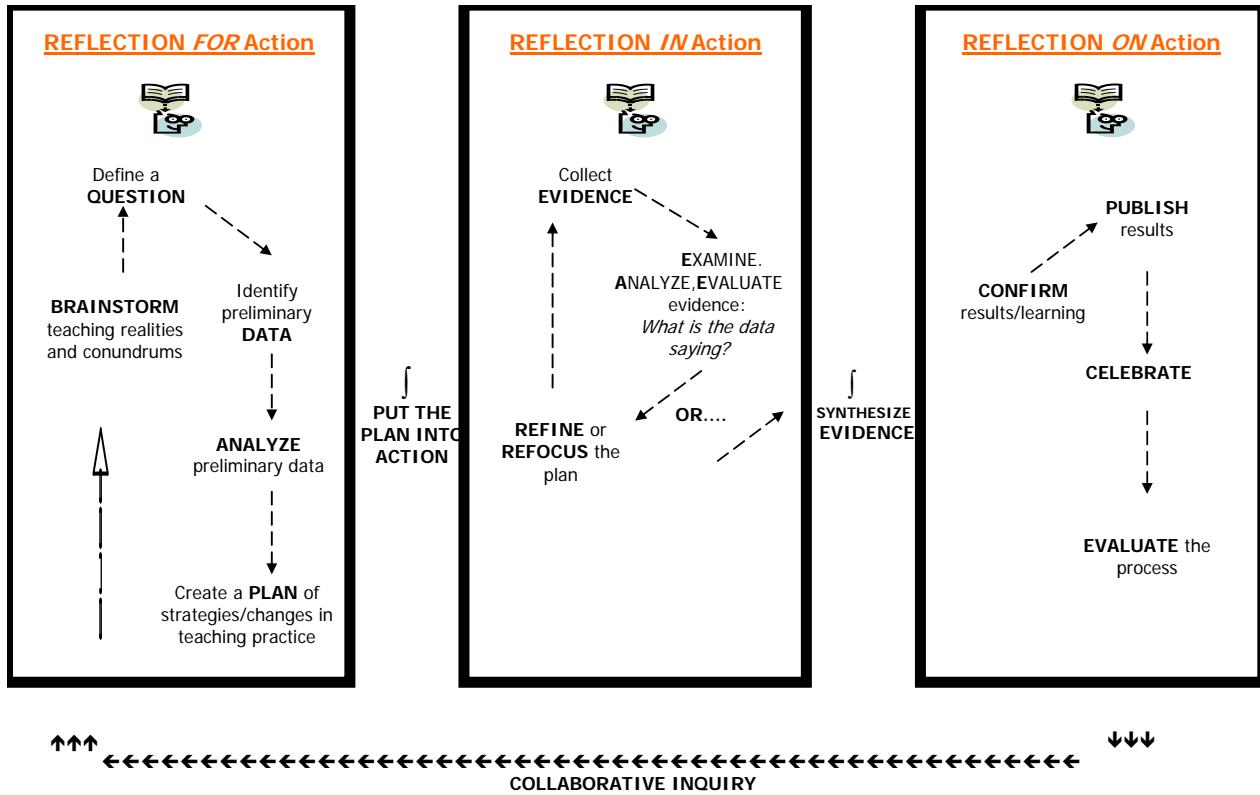 REFLECTION FOR Action
Define a
QUESTION
BRAINSTORM
teaching realities
and conundrums
Identify
preliminary
DATA
ANALYZE
preliminary data
Create a PLAN of
strategies/changes in
teaching practice
∫
PUT THE
PLAN INTO
ACTION
REFLECTION IN Action
Collect
EVIDENCE
EXAMINE.
ANALYZE,EVALUATE
evidence:
What is the data
saying?
REFINE or
REFOCUS the
plan
OR....
∫
SYNTHESIZE
EVIDENCE
REFLECTION ON Action
CONFIRM
results/learning
PUBLISH
results
CELEBRATE
EVALUATE the
process
COLLABORATIVE INQUIRY